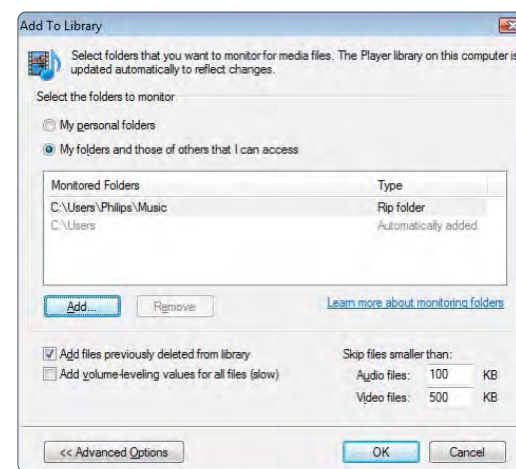 Add To Library
Select folders that you want to monitor for media files. The Player library on this computer is
updated automatically to reflect changes.
Select the folders to monitor
My personal folders
My folders and those of others that I can access
Monitored Folders Type
C:\Users\Philips\Music Rip folder
C:\Users Automatically added
Add... Remove Learn more about monitoring folders
Add files previously deleted from library Skip files smaller than:
Add volume-leveling values for all files (slow) Audio files: 100 KB
Video files: 500 KB
<< Advanced Options OK Cancel